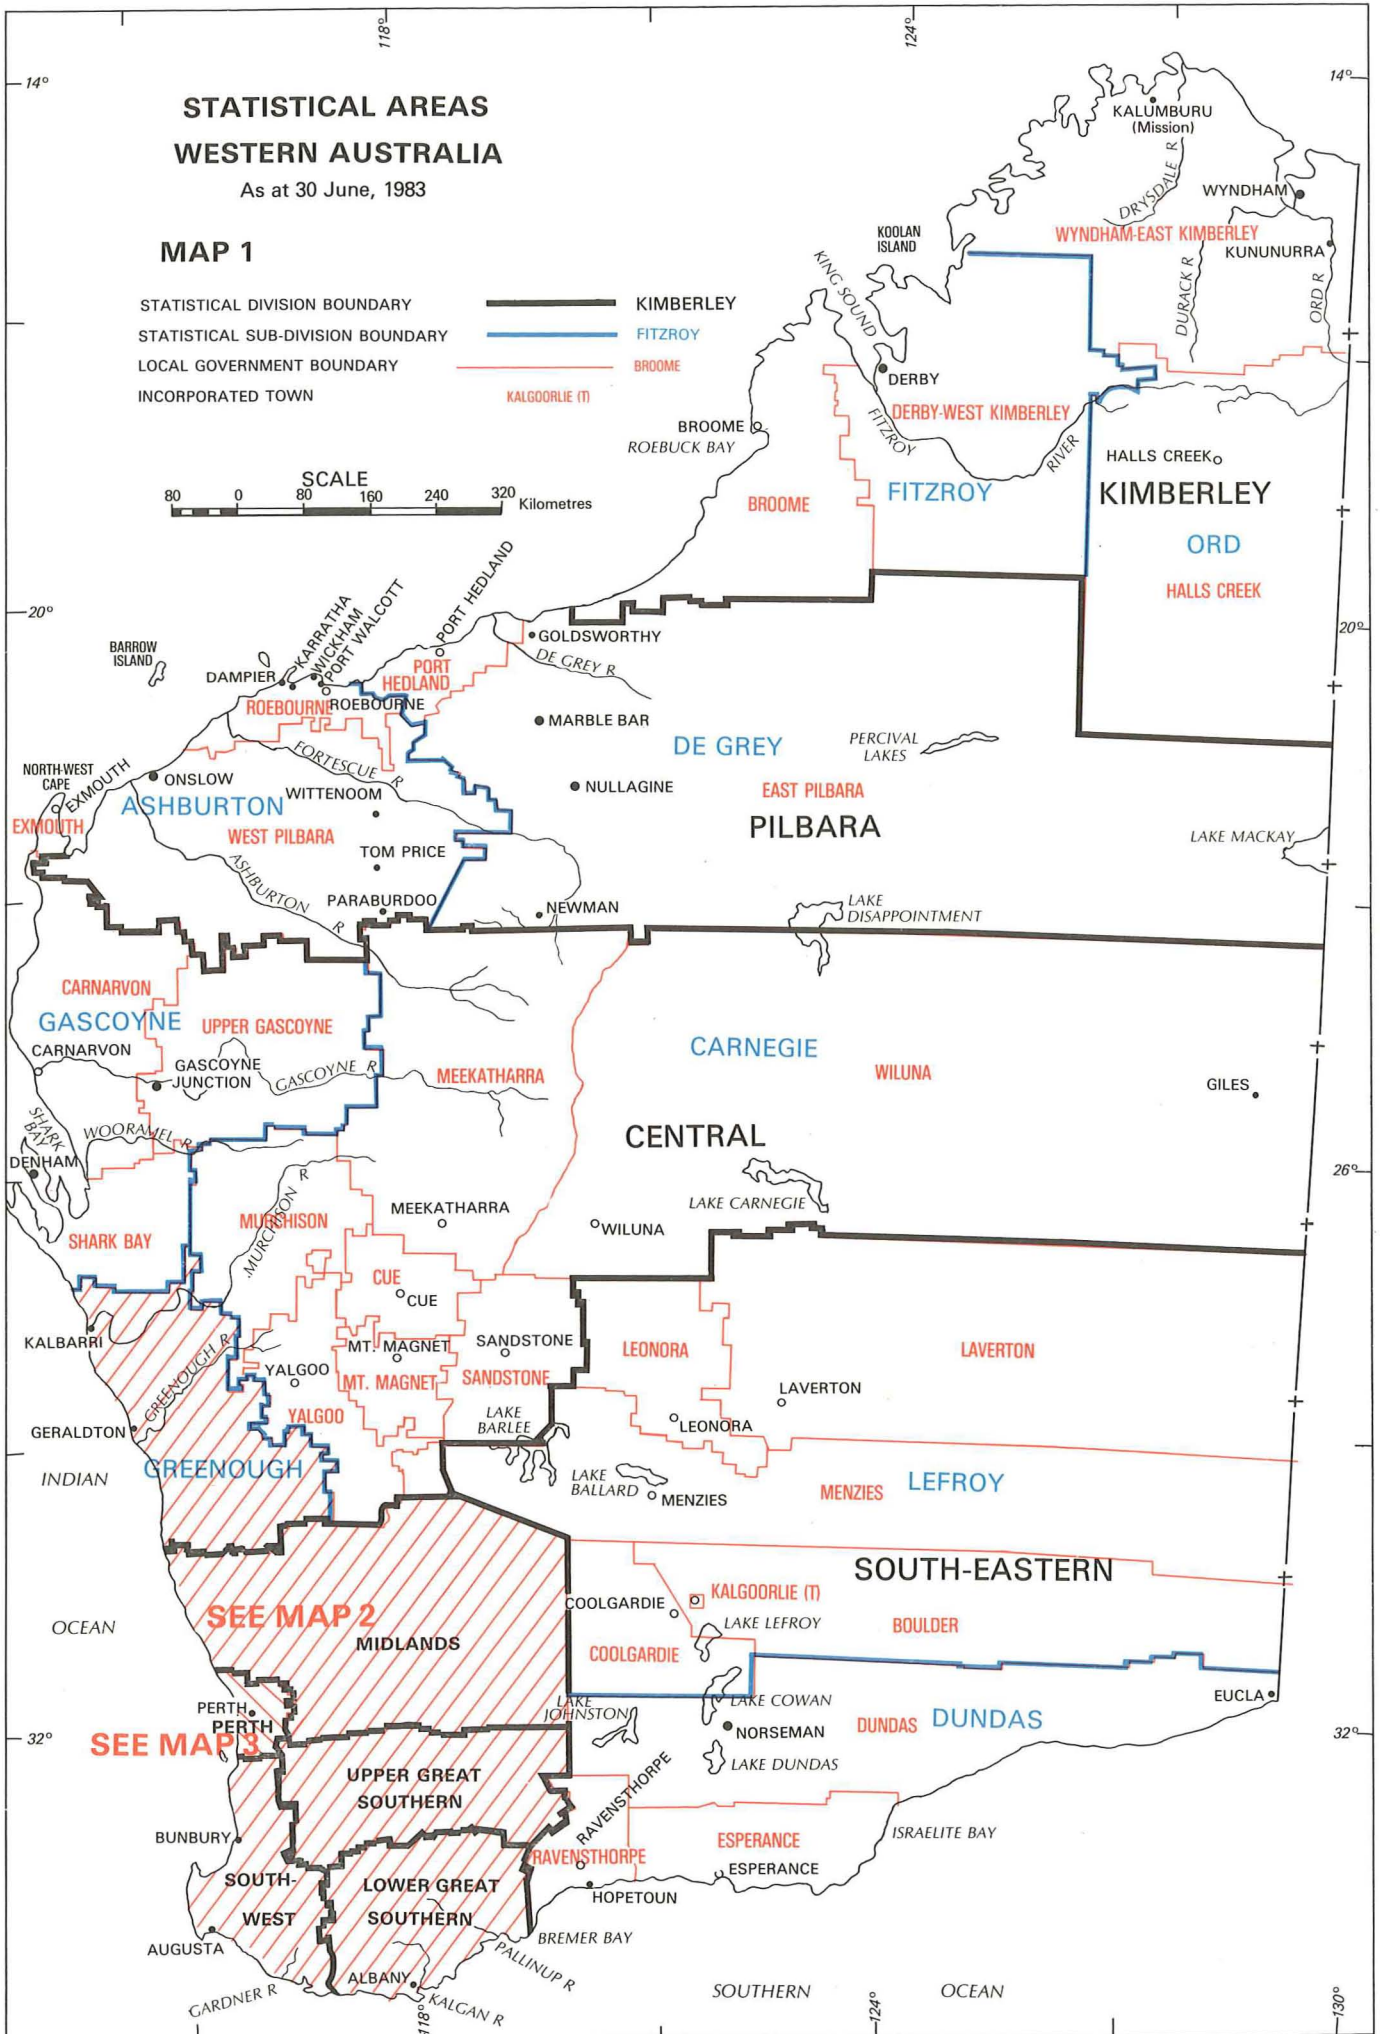 118°
124°
14°
14°
STATISTICAL AREAS
WESTERN AUSTRALIA
As at 30 June, 1983
MAP 1
STATISTICAL DIVISION BOUNDARY KIMBERLEY
STATISTICAL SUB-DIVISION BOUNDARY FITZROY
LOCAL GOVERNMENT BOUNDARY BROOME
INCORPORATED TOWN KALGOORLIE (T)
SCALE
80 0 80 160 240 320 Kilometres
KALUMBURU
(Mission)
DRYSDALE R
WYNDHAM
WYNDHAM-EAST KIMBERLEY
KUNUNURRA
DURACK R
ORD R
KOOLAN
ISLAND
KING SOUND
DERBY
DERBY-WEST KIMBERLEY
FITZROY
RIVER
BROOME
ROEBUCK BAY
HALLS CREEK
BROOME
FITZROY
KIMBERLEY
ORD
HALLS CREEK
20°
20°
BARROW
ISLAND
DAMPIER
KARRATHA
WICKHAM
PORT WALCOTT
PORT HEDLAND
GOLDSWORTHY
DE GREY R
PORT
HEDLAND
ROEBOURNE
ROEBOURNE
MARBLE BAR
DE GREY
PERCIVAL
LAKES
FORTESCUE R
NORTH-WEST
CAPE
EXMOUTH
ONSLOW
WITTENOOM
NULLAGINE
EAST PILBARA
ASHBURTON
EXMOUTH
WEST PILBARA
PILBARA
LAKE MACKAY
TOM PRICE
ASHBURTON R
PARABURDOO
NEWMAN
LAKE
DISAPPOINTMENT
CARNARVON
GASCOYNE
UPPER GASCOYNE
CARNARVON
GASCOYNE
JUNCTION
GASCOYNE R
MEEKATHARRA
CARNEGIE
WILUNA
GILES
SHARK
BAY
WOORAMEL R
DENHAM
CENTRAL
26°
LAKE CARNEGIE
MURCHISON R
MEEKATHARRA
MURCHISON
WILUNA
SHARK BAY
CUE
CUE
KALBARRI
GREENOUGH R
MT. MAGNET
SANDSTONE
LEONORA
LAVERTON
YALGOO
MT. MAGNET
SANDSTONE
LAVERTON
YALGOO
LAKE
BARLEE
LEONORA
GERALDTON
INDIAN
GREENOUGH
LAKE
BALLARD
MENZIES
MENZIES
LEFROY
SOUTH-EASTERN
COOLGARDIE
KALGOORLIE (T)
SEE MAP 2
MIDLANDS
OCEAN
LAKE LEFROY
BOULDER
COOLGARDIE
EUCLA
PERTH
PERTH
LAKE
JOHNSTON
LAKE COWAN
NORSEMAN
DUNDAS
DUNDAS
32°
32°
SEE MAP 3
LAKE DUNDAS
UPPER GREAT
SOUTHERN
RAVENSTHORPE
BUNBURY
ESPERANCE
ISRAELITE BAY
RAVENSTHORPE
ESPERANCE
SOUTH-
WEST
LOWER GREAT
SOUTHERN
HOPETOUN
BREMER BAY
AUGUSTA
PALLINUP R
ALBANY
GARDNER R
KALGAN R
SOUTHERN OCEAN
118°
124°
130°